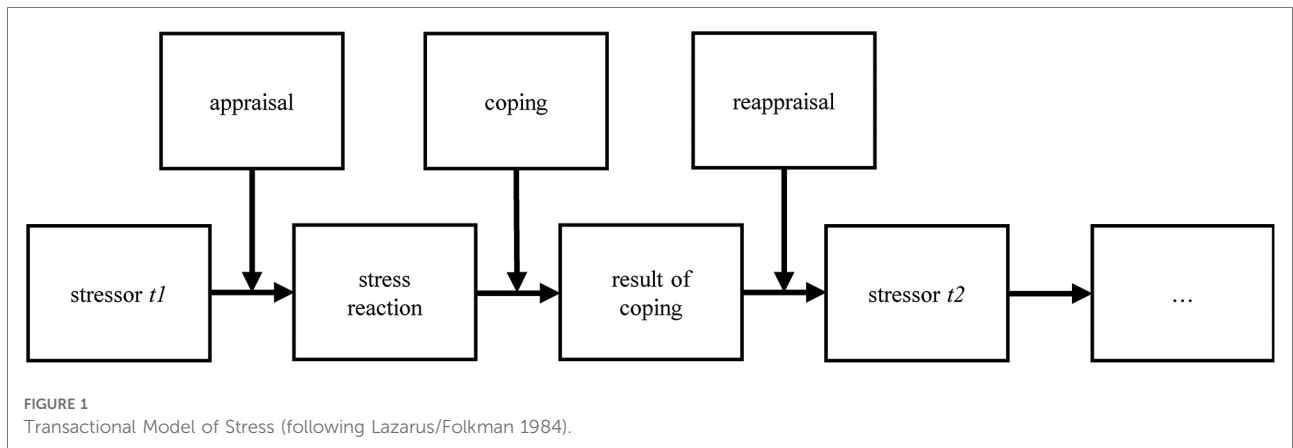 appraisal
coping
reappraisal
stressor t1
stress
reaction
result of
coping
stressor t2
...
FIGURE 1
Transactional Model of Stress (following Lazarus/Folkman 1984).